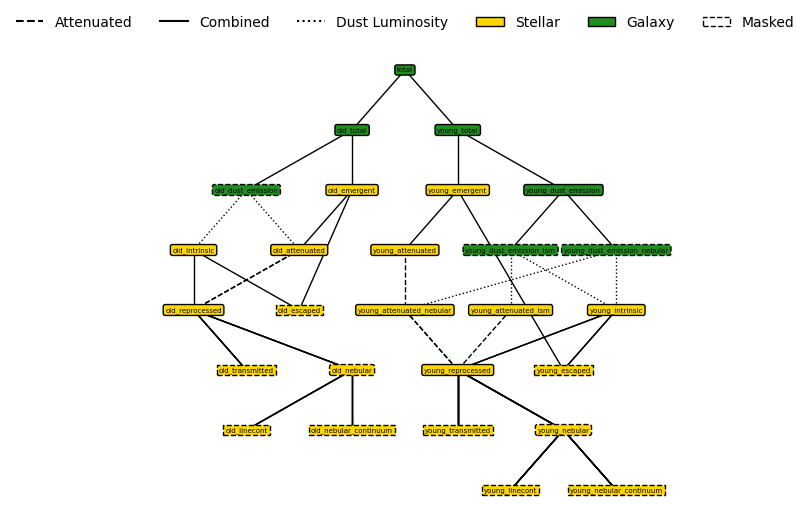 Attenuated Combined Dust Luminosity Stellar Galaxy Masked
total
old_total young_total
old_dust_emission old_emergent young_emergent young_dust_emission
old_intrinsic old_attenuated young_attenuated young_dust_emission_ism young_dust_emission_nebular
old_reprocessed old_escaped young_attenuated_nebular young_attenuated_ism young_intrinsic
old_transmitted old_nebular young_reprocessed young_escaped
old_linecont old_nebular_continuum young_transmitted young_nebular
young_linecont young_nebular_continuum